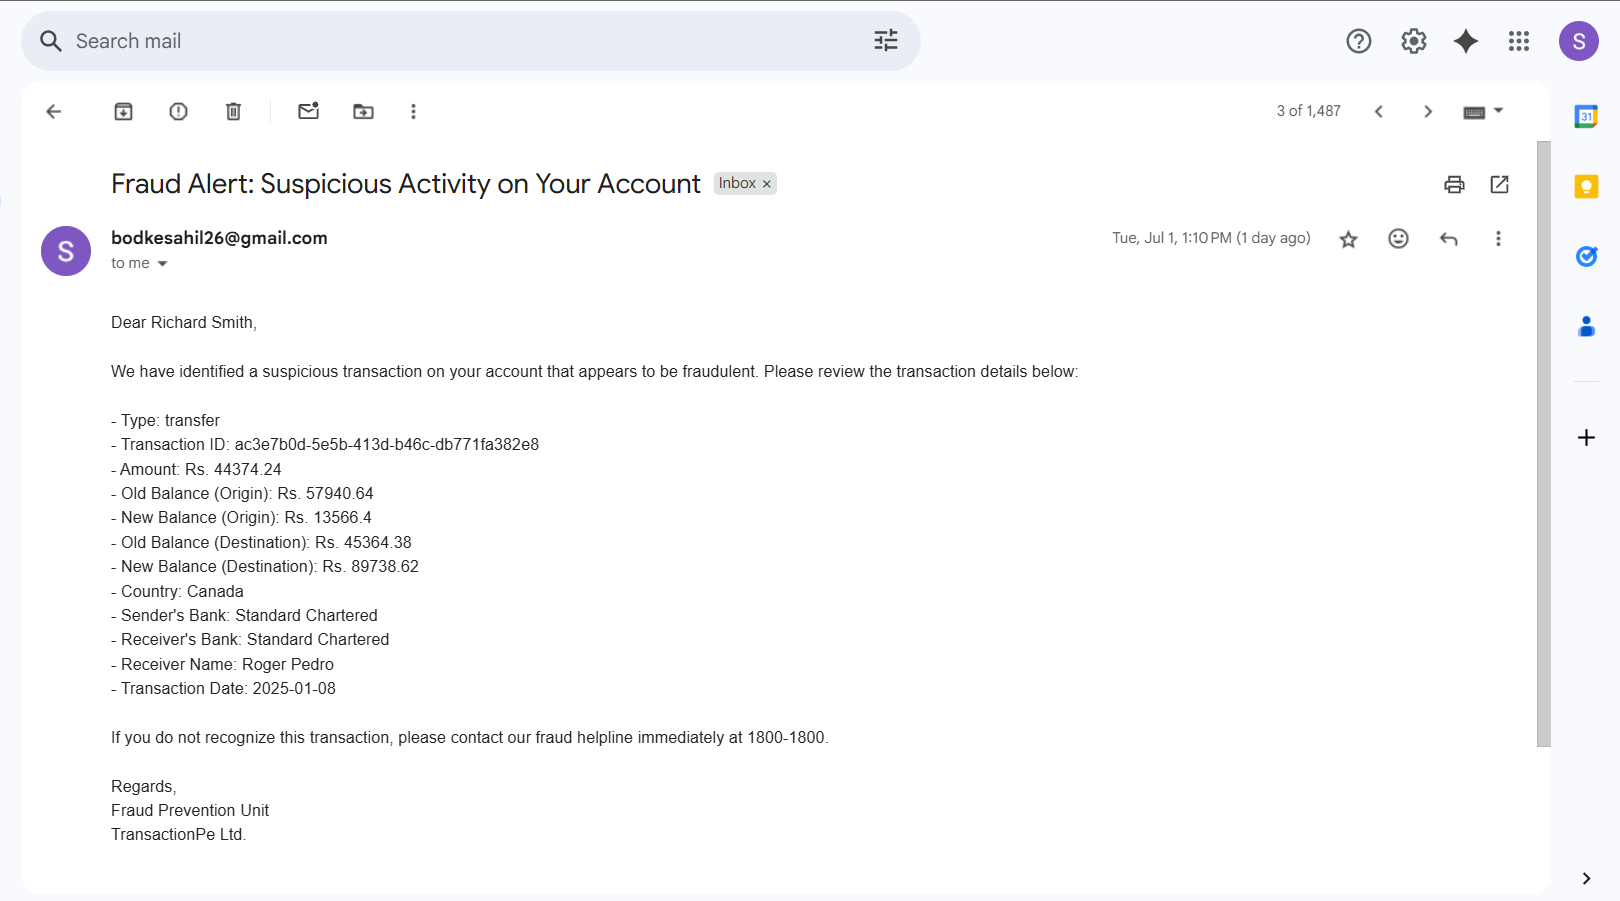 Search mail
S
3 of 1,487
31
Fraud Alert: Suspicious Activity on Your Account
Inbox ×
S
bodkesahil26@gmail.com
Tue, Jul 1, 1:10 PM (1 day ago)
to me
Dear Richard Smith,
We have identified a suspicious transaction on your account that appears to be fraudulent. Please review the transaction details below:
- Type: transfer
- Transaction ID: ac3e7b0d-5e5b-413d-b46c-db771fa382e8
- Amount: Rs. 44374.24
- Old Balance (Origin): Rs. 57940.64
- New Balance (Origin): Rs. 13566.4
- Old Balance (Destination): Rs. 45364.38
- New Balance (Destination): Rs. 89738.62
- Country: Canada
- Sender's Bank: Standard Chartered
- Receiver's Bank: Standard Chartered
- Receiver Name: Roger Pedro
- Transaction Date: 2025-01-08
If you do not recognize this transaction, please contact our fraud helpline immediately at 1800-1800.
Regards,
Fraud Prevention Unit
TransactionPe Ltd.